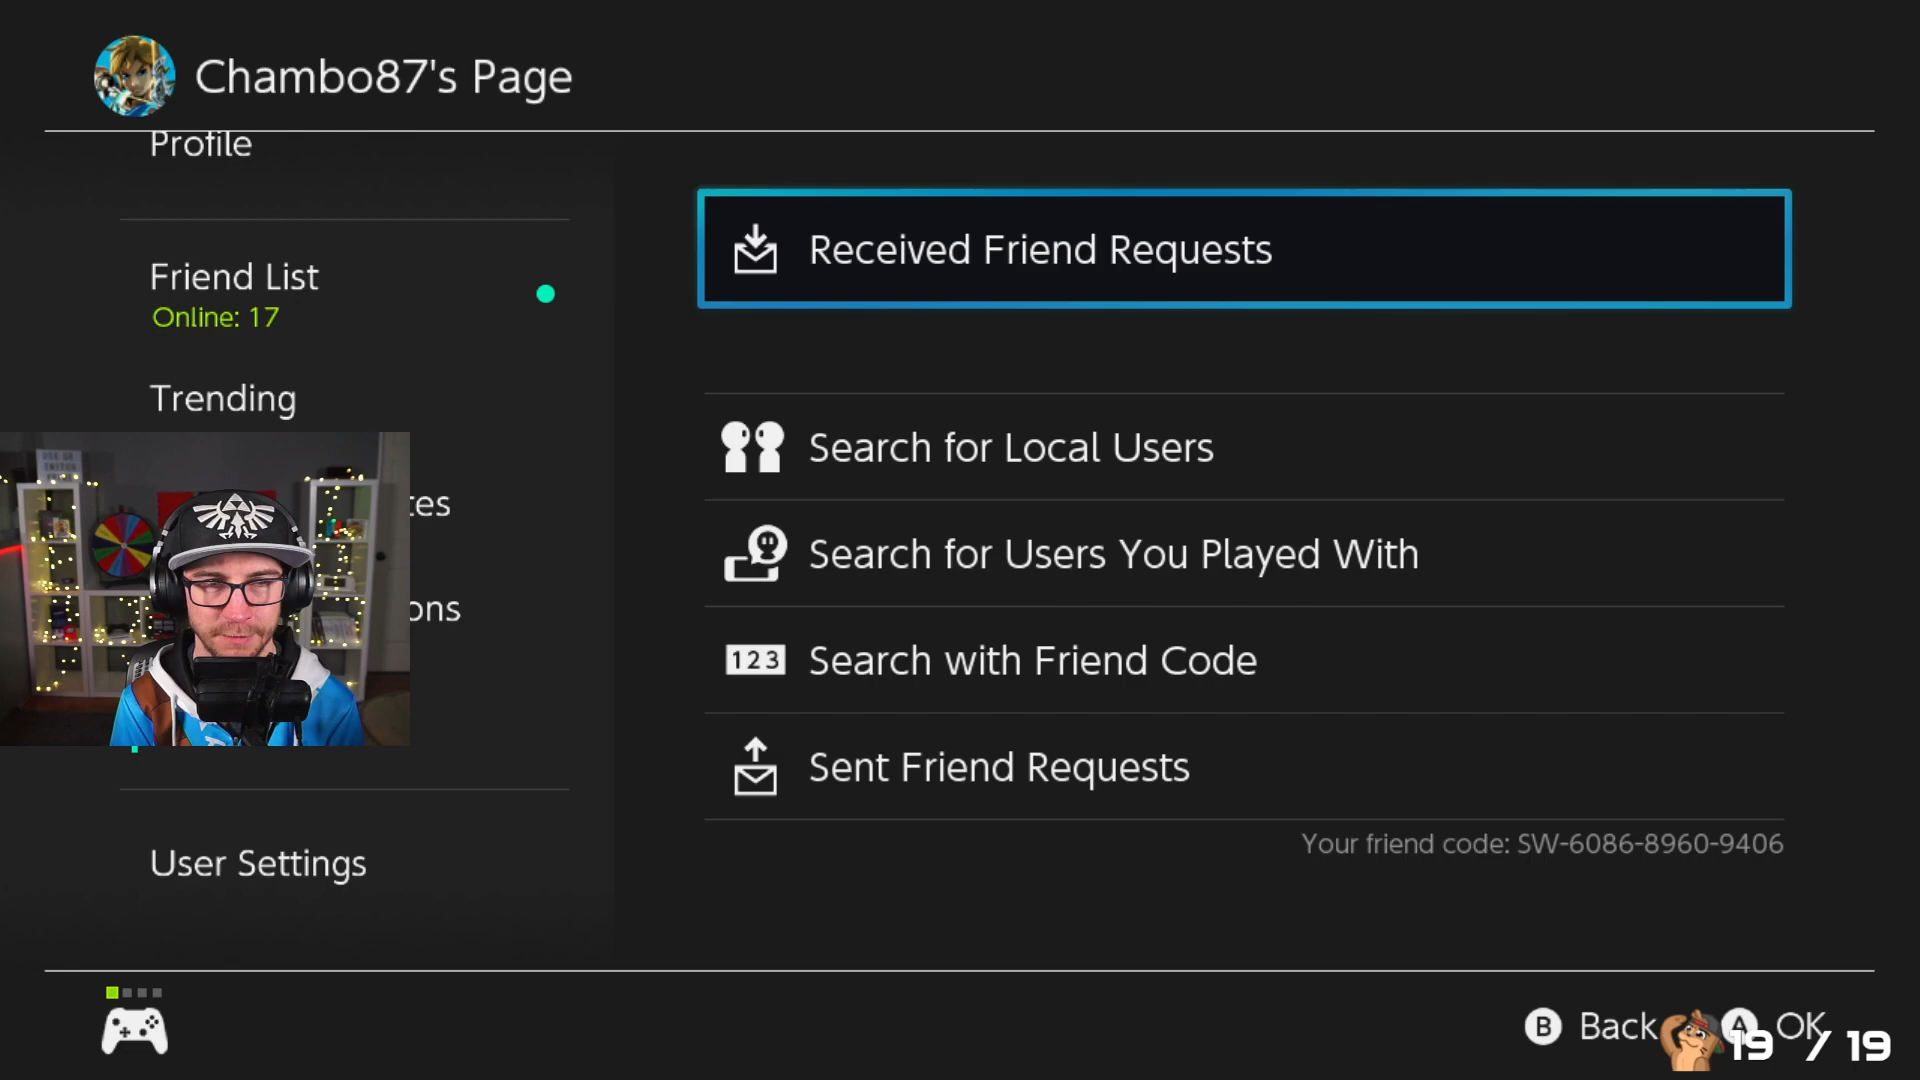 Chambo87's Page
Profile
Friend List
Online: 17
Trending
tes
ons
User Settings
Received Friend Requests
Search for Local Users
Search for Users You Played With
123 Search with Friend Code
Sent Friend Requests
Your friend code: SW-6086-8960-9406
B Back A OK
19 / 19